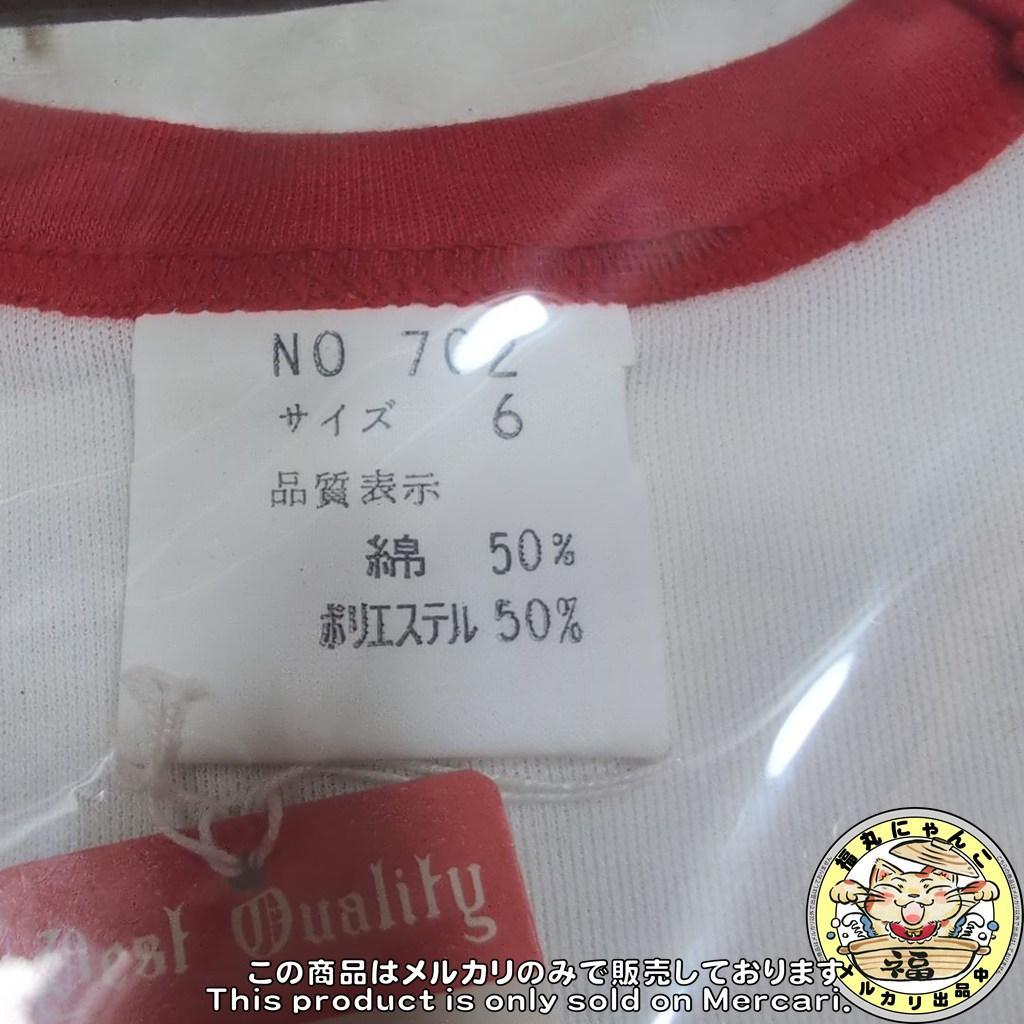 NO 702
サイズ 6
品質表示
綿 50%
ポリエステル 50%
Best Quality
この商品はメルカリのみで販売しております。
This product is only sold on Mercari.
福丸にゃんこ
福
メルカリ出品中